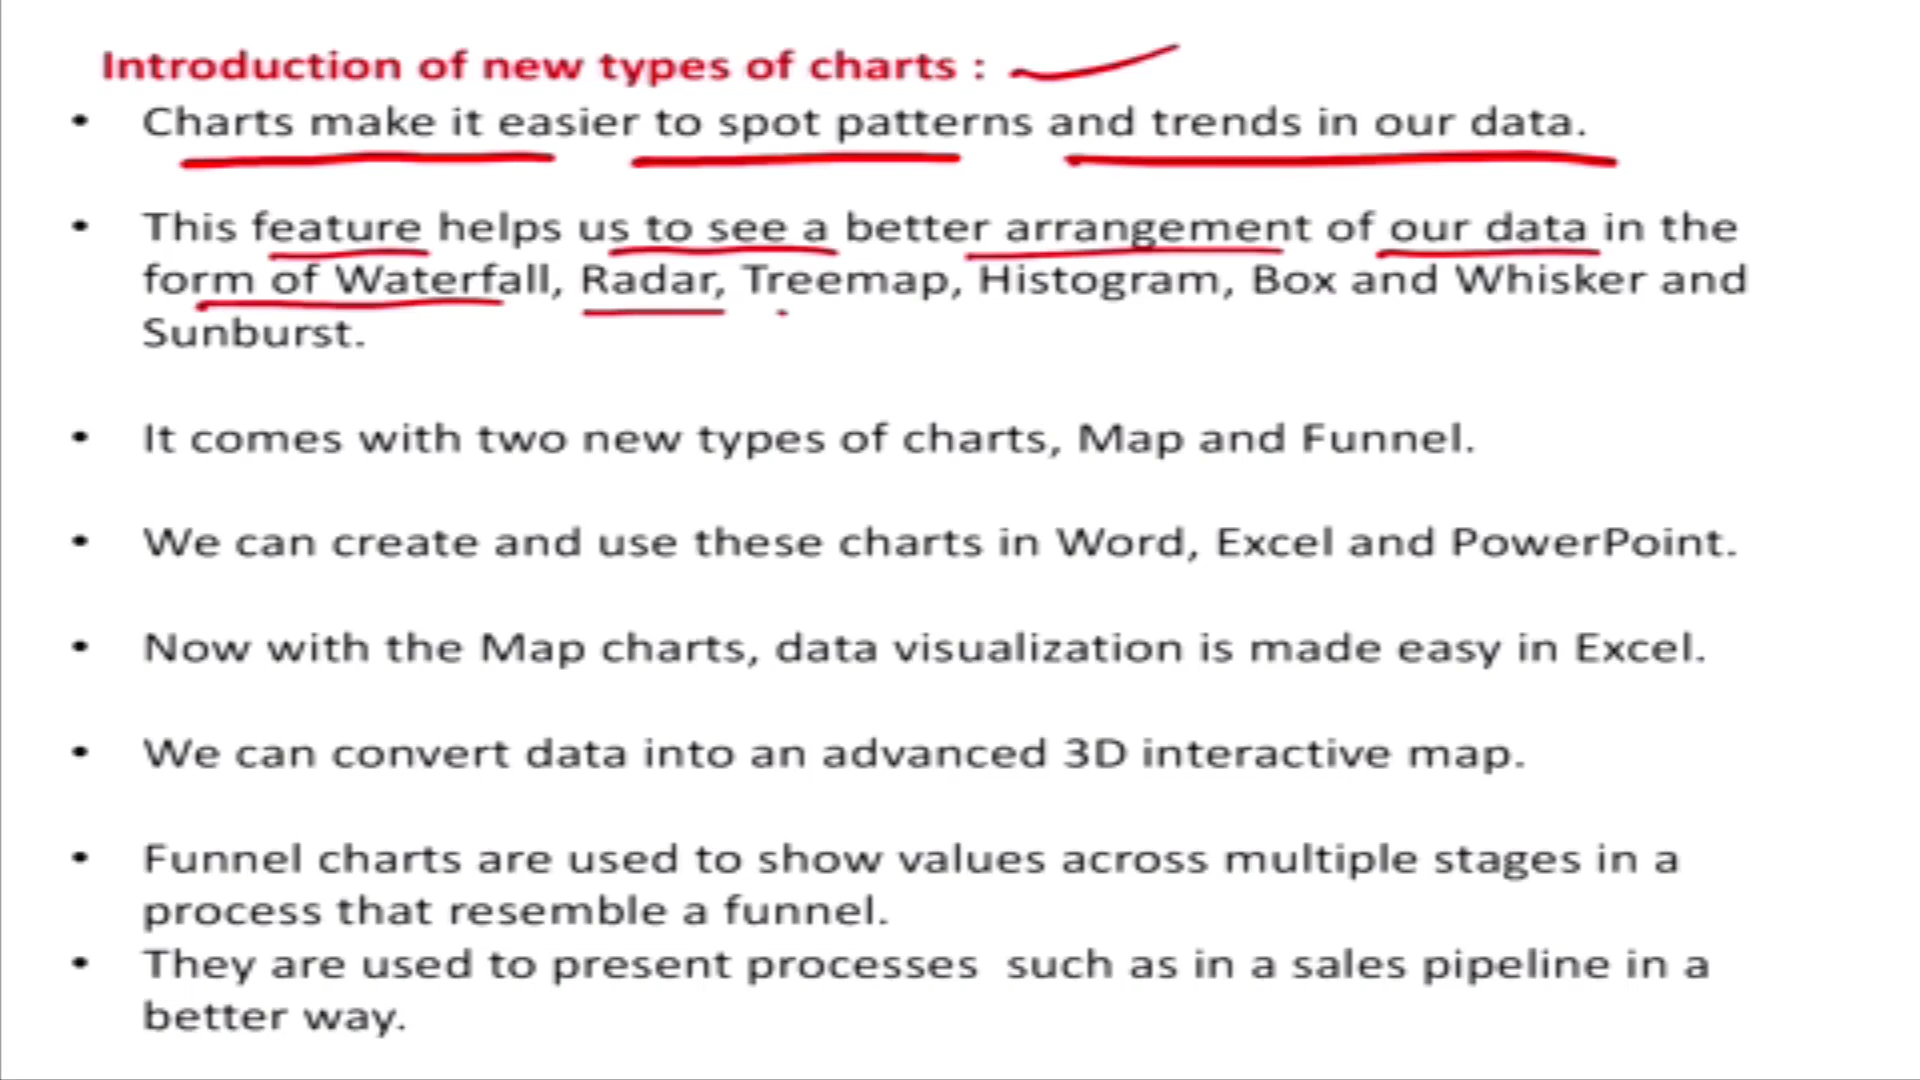 Introduction of new types of charts :
• Charts make it easier to spot patterns and trends in our data.
• This feature helps us to see a better arrangement of our data in the
form of Waterfall, Radar, Treemap, Histogram, Box and Whisker and
Sunburst.
• It comes with two new types of charts, Map and Funnel.
• We can create and use these charts in Word, Excel and PowerPoint.
• Now with the Map charts, data visualization is made easy in Excel.
• We can convert data into an advanced 3D interactive map.
• Funnel charts are used to show values across multiple stages in a
process that resemble a funnel.
• They are used to present processes  such as in a sales pipeline in a
better way.